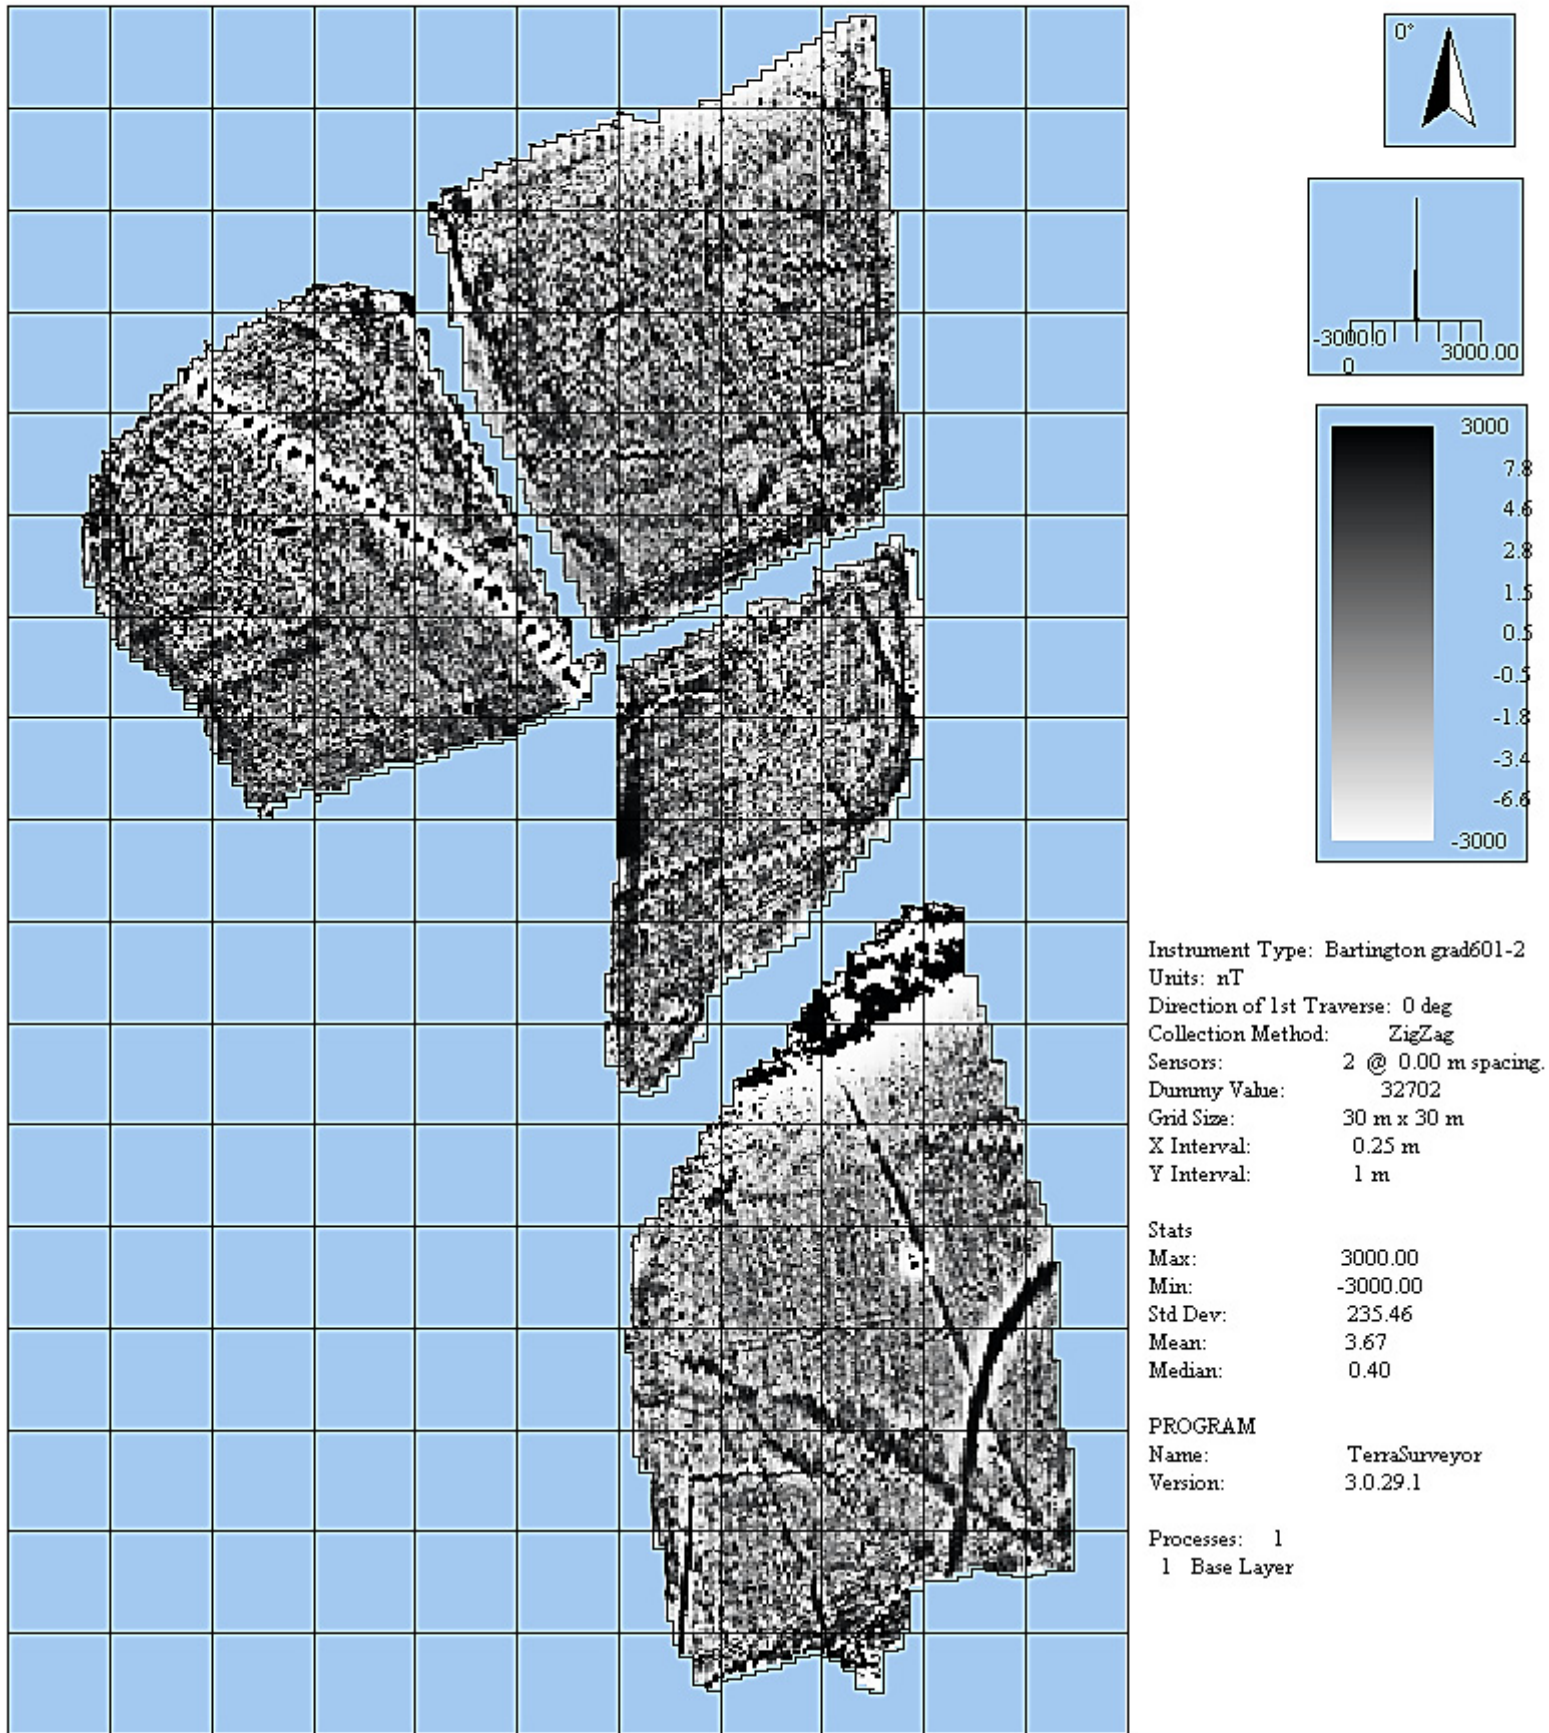 0°
-3000.0
0
3000.00
3000
7.8
4.6
2.8
1.5
0.5
-0.5
-1.8
-3.4
-6.6
-3000
Instrument Type: Bartington grad601-2
Units: nT
Direction of 1st Traverse: 0 deg
Collection Method: ZigZag
Sensors: 2 @ 0.00 m spacing.
Dummy Value: 32702
Grid Size: 30 m x 30 m
X Interval: 0.25 m
Y Interval: 1 m
Stats
Max: 3000.00
Min: -3000.00
Std Dev: 235.46
Mean: 3.67
Median: 0.40
PROGRAM
Name: TerraSurveyor
Version: 3.0.29.1
Processes: 1
1 Base Layer